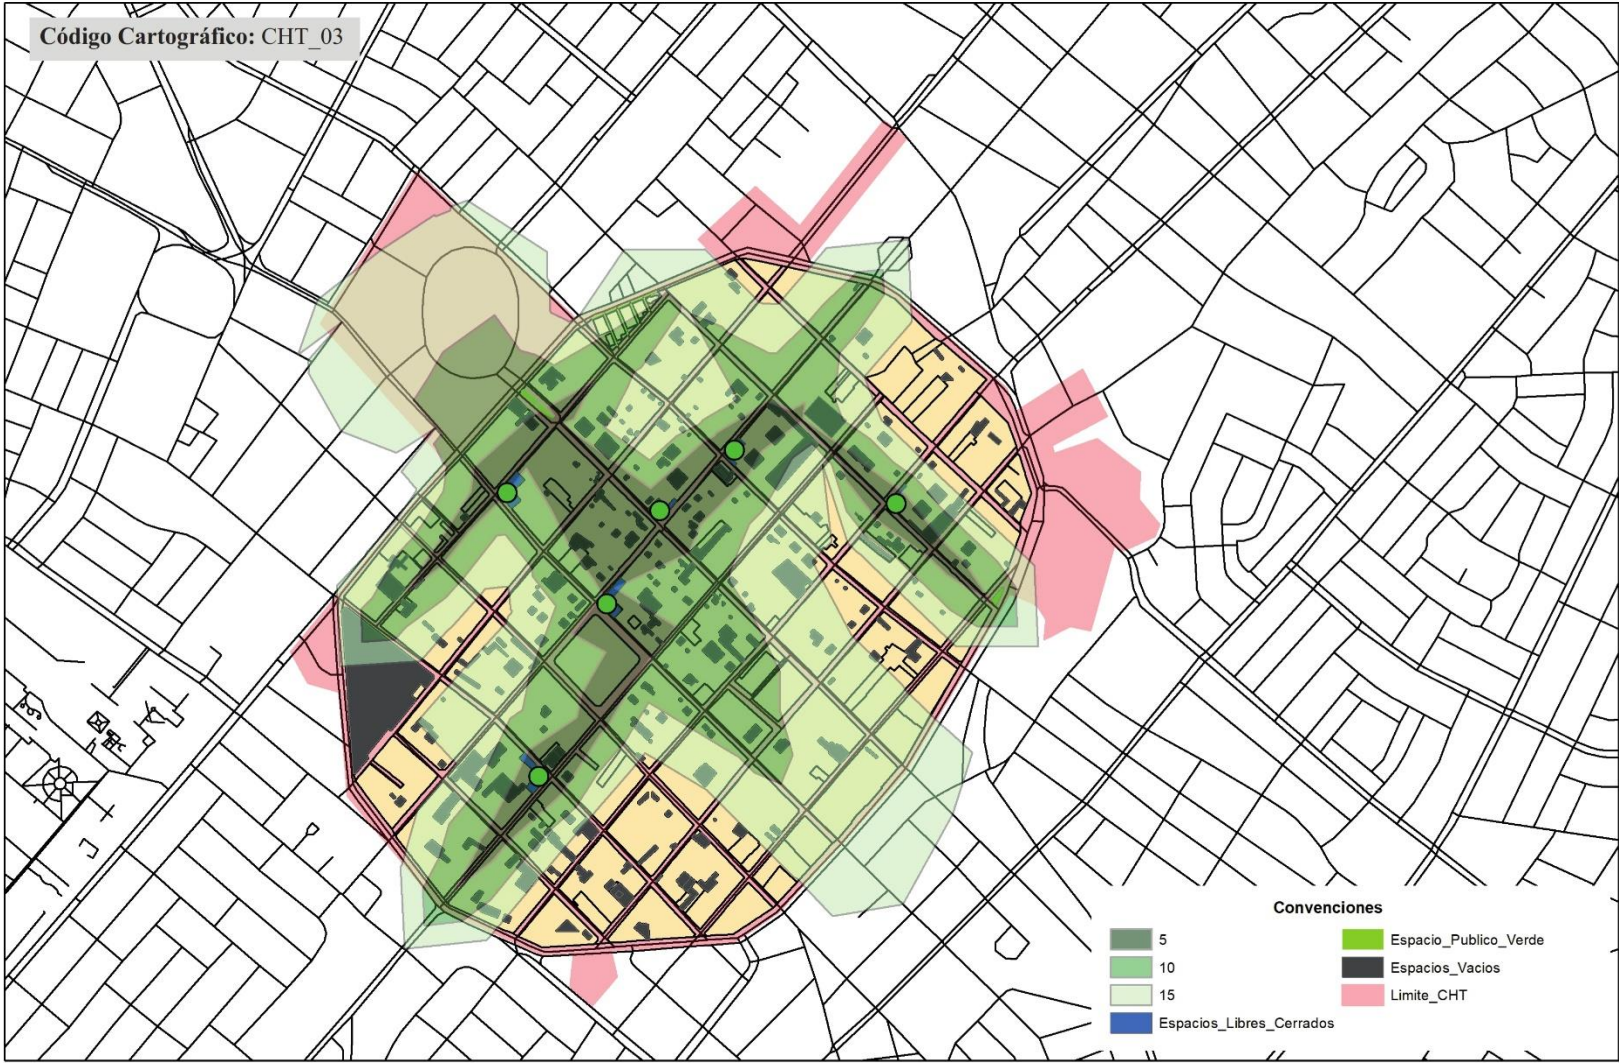 Código Cartográfico: CHT_03
Convenciones
5
10
15
Espacios_Libres_Cerrados
Espacio_Publico_Verde
Espacios_Vacios
Limite_CHT